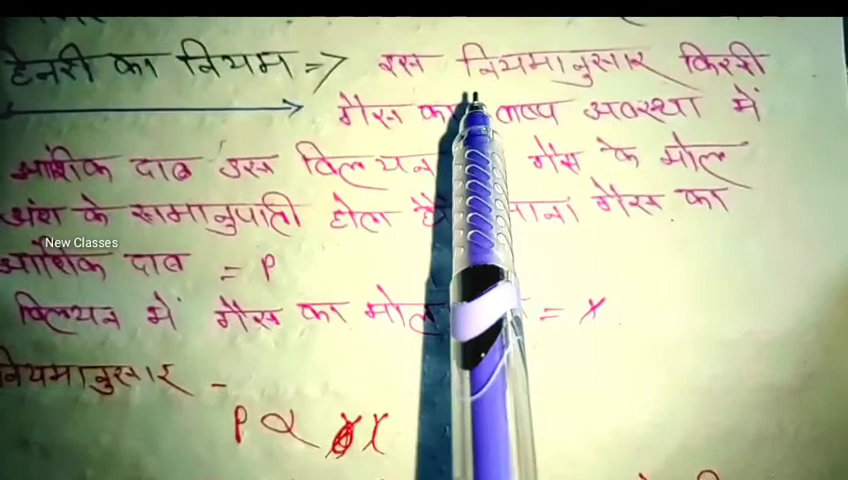 हेनरी का नियम => इस नियमानुसार किसी
गैस का वाष्प अवस्था में
आंशिक दाब उस विलयन गैस के मोल
अंश के समानुपाती होता है माना गैस का
New Classes
आंशिक दाब = P
विलयन में गैस का मोल = x
नियमानुसार -
P ∝ x